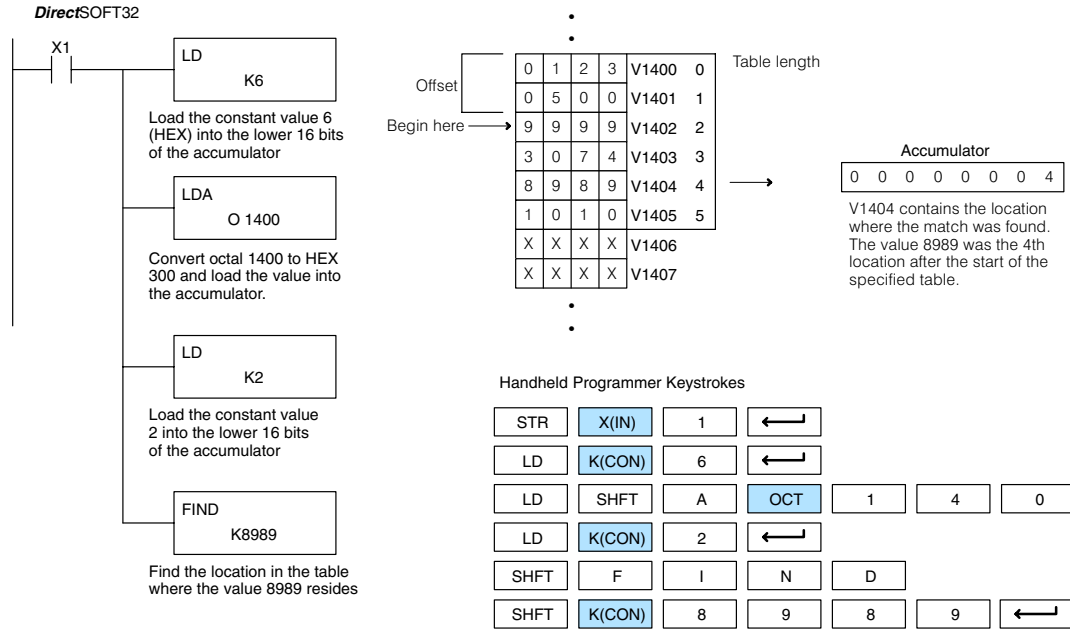 DirectSOFT32
X1
LD
K6
Load the constant value 6
(HEX) into the lower 16 bits
of the accumulator
LDA
O 1400
Convert octal 1400 to HEX
300 and load the value into
the accumulator.
LD
K2
Load the constant value
2 into the lower 16 bits
of the accumulator
FIND
K8989
Find the location in the table
where the value 8989 resides
Offset
Begin here
0 1 2 3 V1400 0
0 5 0 0 V1401 1
9 9 9 9 V1402 2
3 0 7 4 V1403 3
8 9 8 9 V1404 4
1 0 1 0 V1405 5
X X X X V1406
X X X X V1407
Table length
Accumulator
0 0 0 0 0 0 0 4
V1404 contains the location
where the match was found.
The value 8989 was the 4th
location after the start of the
specified table.
Handheld Programmer Keystrokes
STR X(IN) 1
LD K(CON) 6
LD SHFT A OCT 1 4 0
LD K(CON) 2
SHFT F I N D
SHFT K(CON) 8 9 8 9